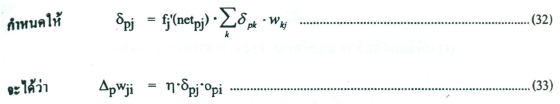 กำหนดให้ δpj = fj'(netpj) · ∑k δpk · wkj ........................................................(32)
จะได้ว่า Δpwji = η·δpj·opi ........................................................................(33)